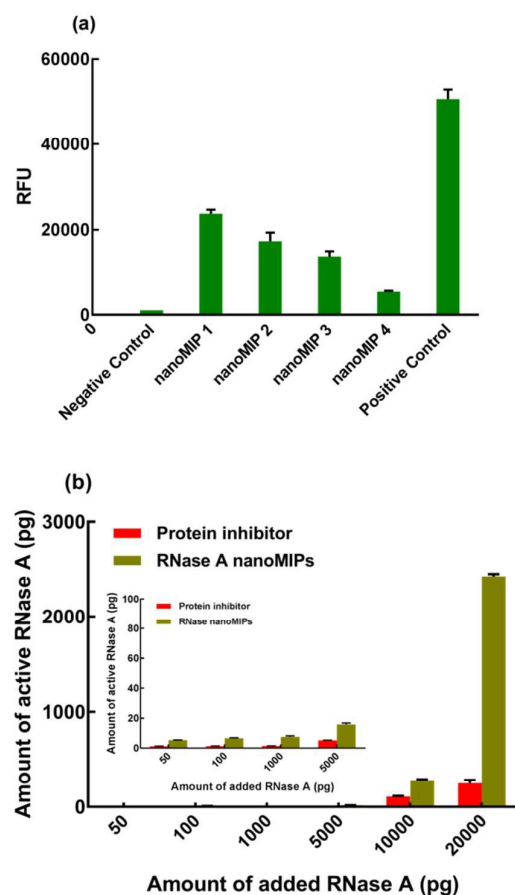 (a)
60000
40000
20000
0
RFU
0
Negative Control
nanoMIP 1
nanoMIP 2
nanoMIP 3
nanoMIP 4
Positive Control
(b)
3000
2000
1000
0
Amount of active RNase A (pg)
Protein inhibitor
RNase A nanoMIPs
100
80
60
40
20
0
Amount of active RNase A (pg)
Protein inhibitor
RNase nanoMIPs
50
100
1000
5000
Amount of added RNase A (pg)
50
100
1000
5000
10000
20000
Amount of added RNase A (pg)